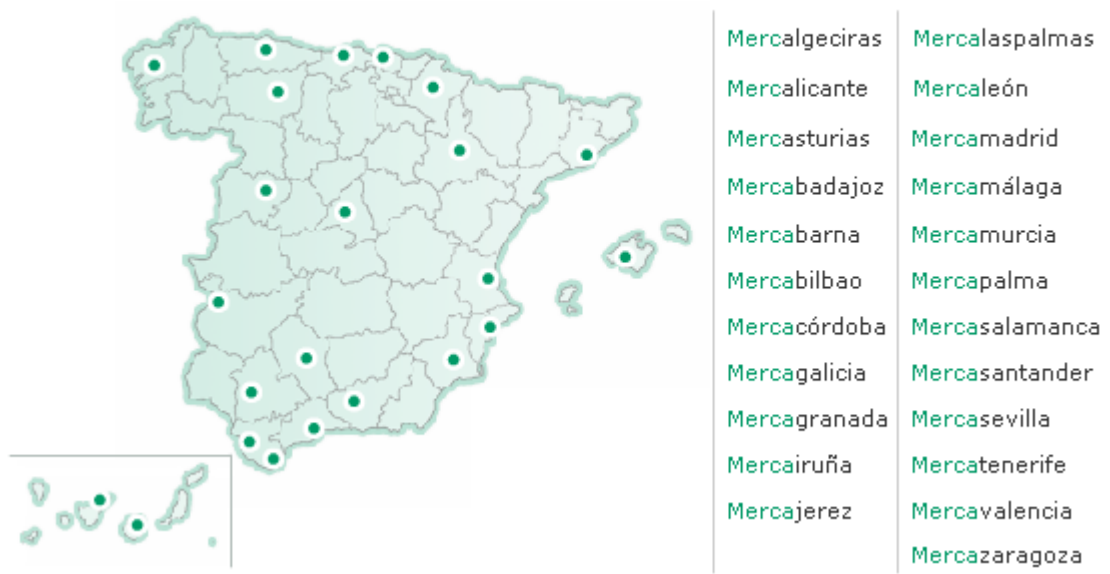 Mercalgeciras
Mercalicante
Mercasturias
Mercabadajoz
Mercabarna
Mercabilbao
Mercacórdoba
Mercagalicia
Mercagranada
Mercairuña
Mercajerez
Mercalaspalmas
Mercaleón
Mercamadrid
Mercamálaga
Mercamurcia
Mercapalma
Mercasalamanca
Mercasantander
Mercasevilla
Mercatenerife
Mercavalencia
Mercazaragoza